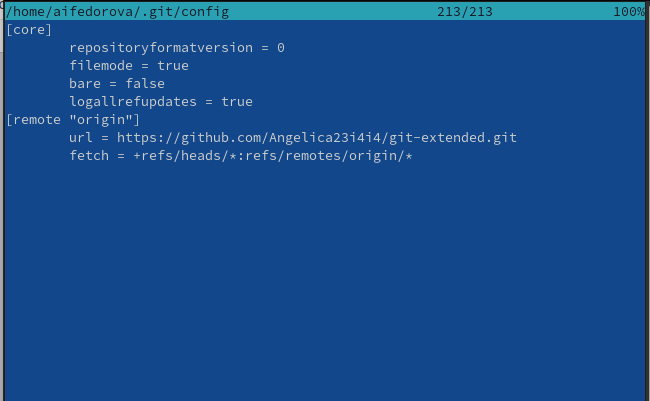 /home/aifedorova/.git/config 213/213 100%
[core]
repositoryformatversion = 0
filemode = true
bare = false
logallrefupdates = true
[remote "origin"]
url = https://github.com/Angelica23i4i4/git-extended.git
fetch = +refs/heads/*:refs/remotes/origin/*